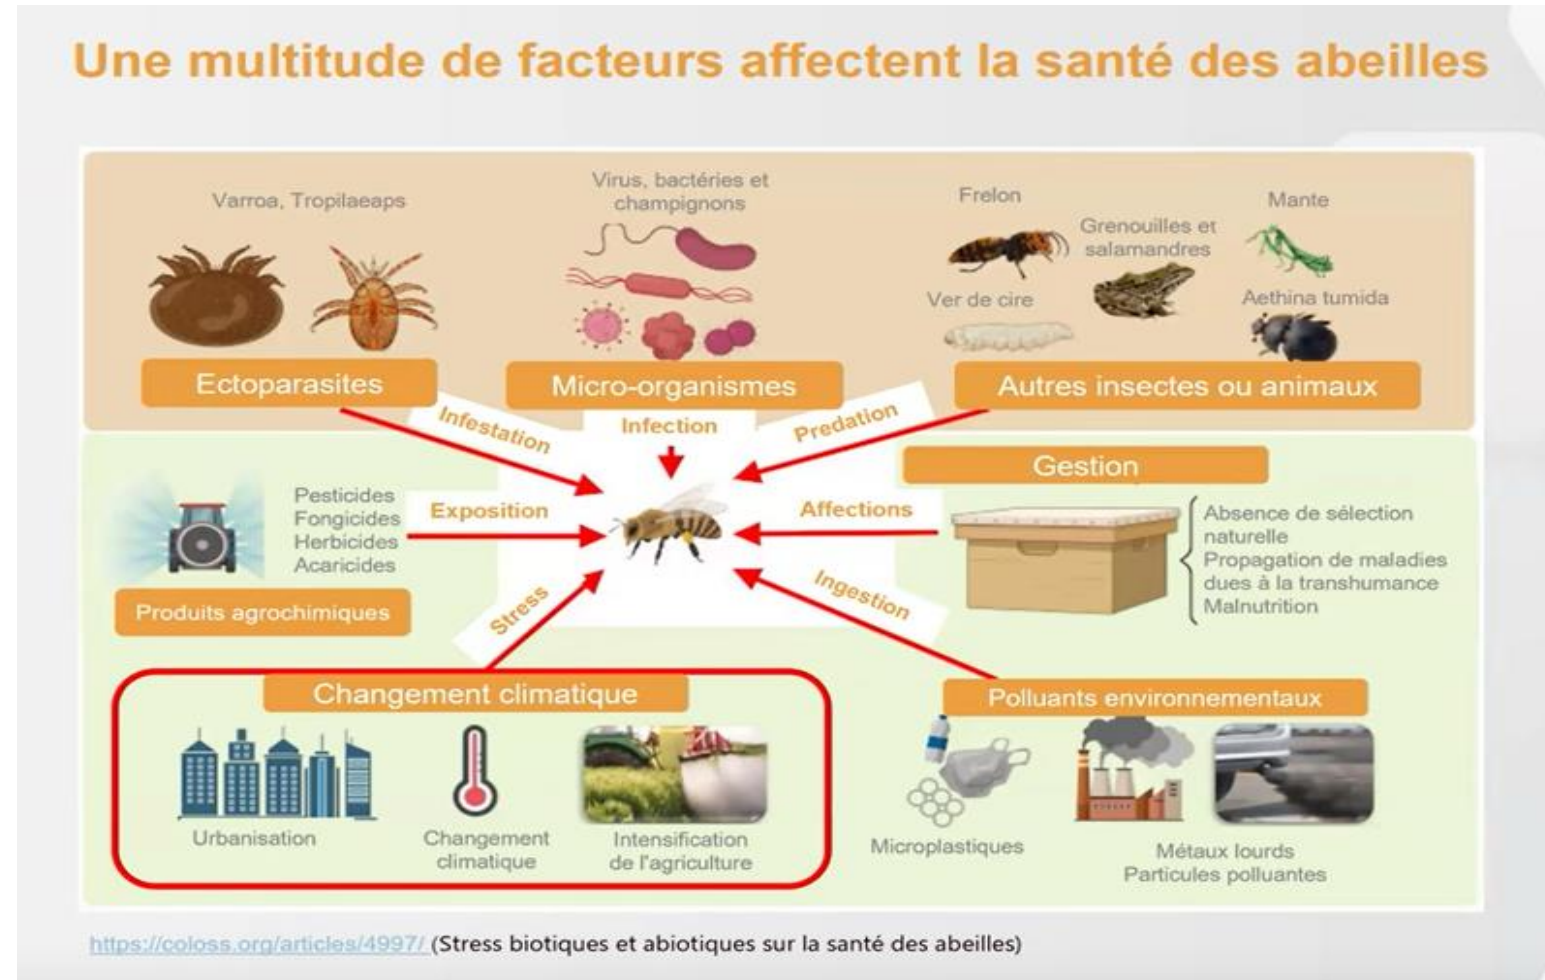 Une multitude de facteurs affectent la santé des abeilles
Varroa, Tropilaeaps
Virus, bactéries et
champignons
Frelon
Grenouilles et
salamandres
Mante
Ver de cire
Aethina tumida
Ectoparasites
Micro-organismes
Autres insectes ou animaux
Infestation
Infection
Predation
Gestion
Pesticides
Fongicides
Herbicides
Acaricides
Exposition
Affections
Absence de sélection
naturelle
Propagation de maladies
dues à la transhumance
Malnutrition
Produits agrochimiques
Stress
Ingestion
Changement climatique
Polluants environnementaux
Urbanisation
Changement
climatique
Intensification
de l'agriculture
Microplastiques
Métaux lourds
Particules polluantes
https://coloss.org/articles/4997/ (Stress biotiques et abiotiques sur la santé des abeilles)